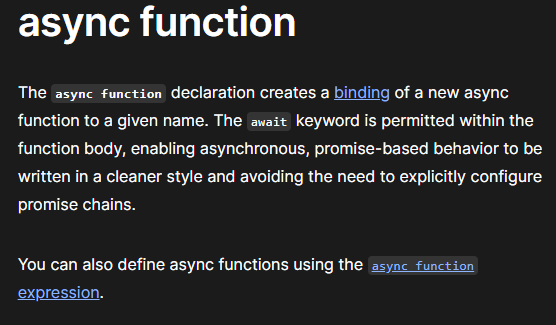 async function
The async function declaration creates a binding of a new async
function to a given name. The await keyword is permitted within the
function body, enabling asynchronous, promise-based behavior to be
written in a cleaner style and avoiding the need to explicitly configure
promise chains.
You can also define async functions using the async function
expression.